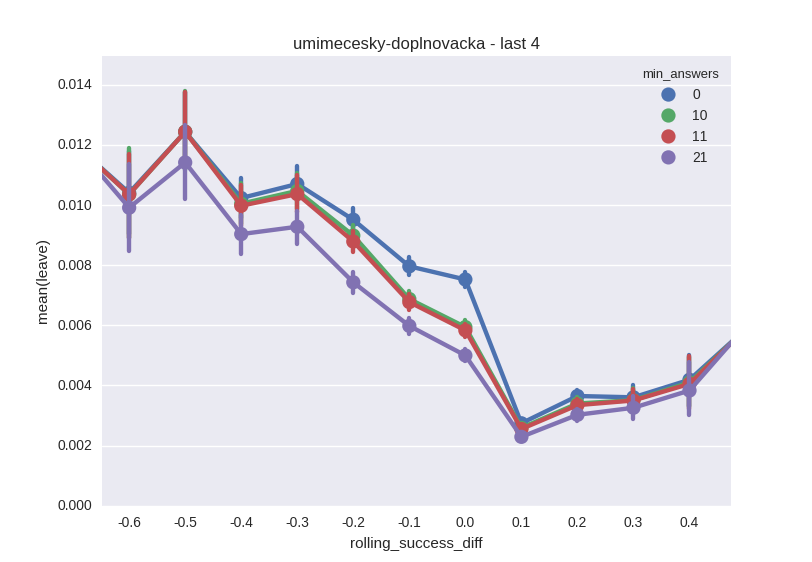 umimecesky-doplnovacka - last 4
min_answers
0
10
11
21
mean(leave)
0.014
0.012
0.010
0.008
0.006
0.004
0.002
0.000
-0.6 -0.5 -0.4 -0.3 -0.2 -0.1 0.0 0.1 0.2 0.3 0.4
rolling_success_diff